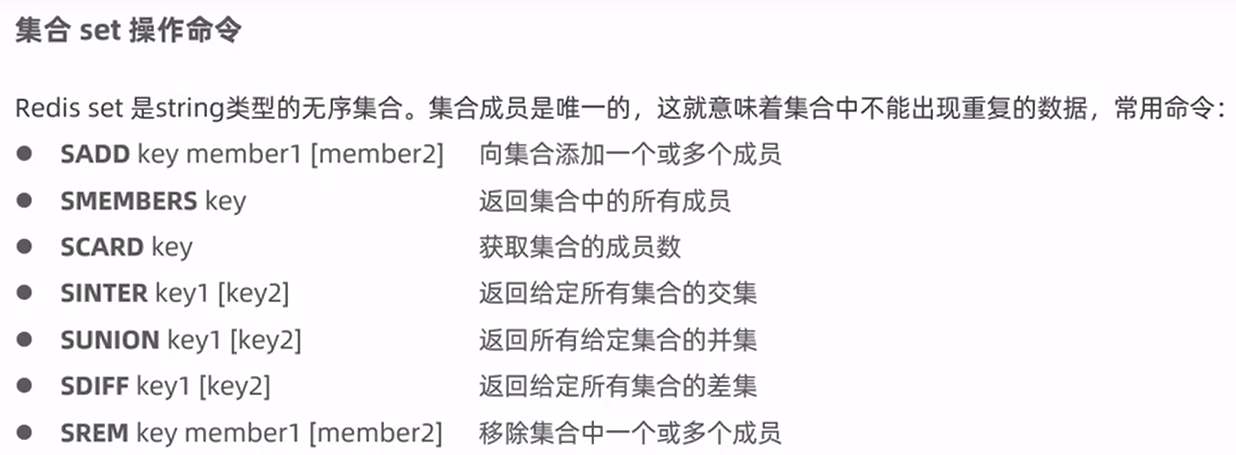 集合 set 操作命令
Redis set 是string类型的无序集合。集合成员是唯一的，这就意味着集合中不能出现重复的数据，常用命令：
● SADD key member1 [member2] 向集合添加一个或多个成员
● SMEMBERS key 返回集合中的所有成员
● SCARD key 获取集合的成员数
● SINTER key1 [key2] 返回给定所有集合的交集
● SUNION key1 [key2] 返回所有给定集合的并集
● SDIFF key1 [key2] 返回给定所有集合的差集
● SREM key member1 [member2] 移除集合中一个或多个成员